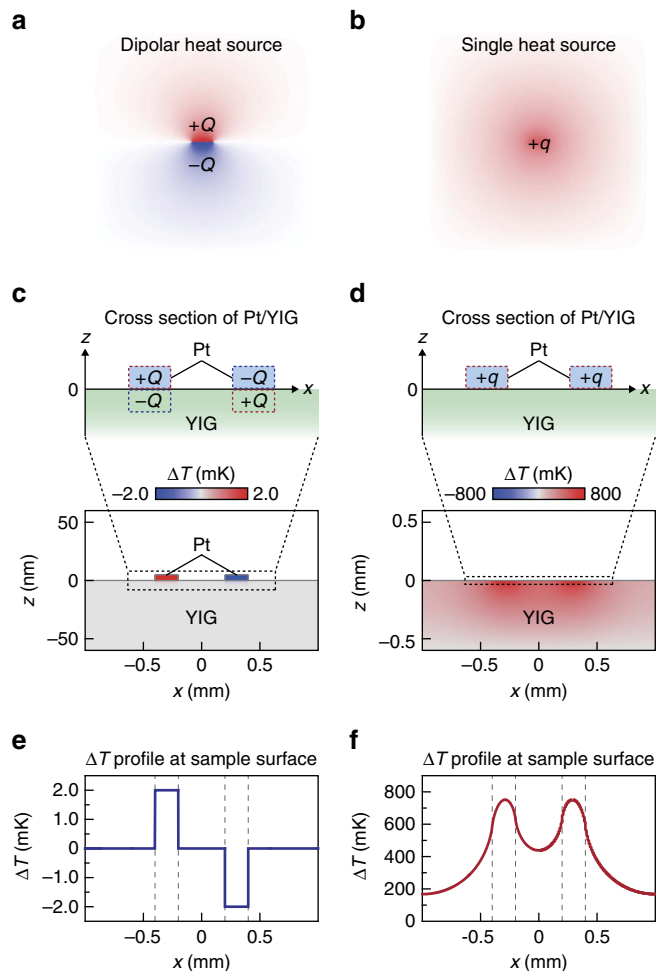 a
Dipolar heat source
+Q
−Q
b
Single heat source
+q
c
Cross section of Pt/YIG
z
Pt
+Q
−Q
0
x
−Q
+Q
YIG
ΔT (mK)
−2.0
2.0
50
Pt
z (nm)
0
YIG
−50
−0.5
0
0.5
x (mm)
d
Cross section of Pt/YIG
z
Pt
+q
+q
0
x
YIG
ΔT (mK)
−800
800
0.5
z (mm)
0
YIG
−0.5
−0.5
0
0.5
x (mm)
e
ΔT profile at sample surface
2.0
1.0
ΔT (mK)
0
−1.0
−2.0
−0.5
0
0.5
x (mm)
f
ΔT profile at sample surface
800
600
ΔT (mK)
400
200
0
-0.5
0
0.5
x (mm)